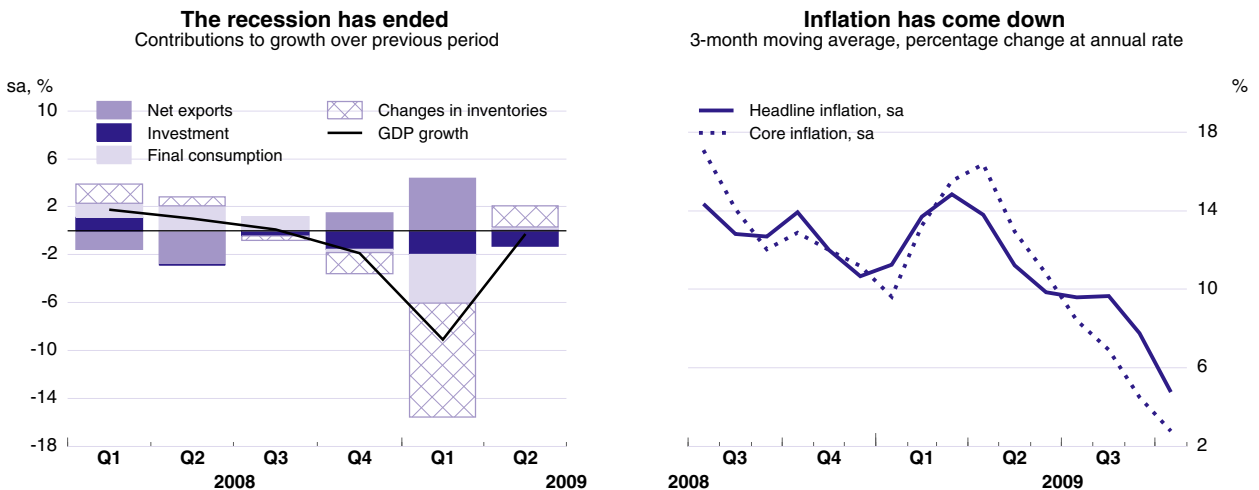 The recession has ended
Contributions to growth over previous period
sa, %
10
6
2
-2
-6
-10
-14
-18
Net exports
Investment
Final consumption
Changes in inventories
GDP growth
Q1 Q2 Q3 Q4 Q1 Q2
2008 2009
Inflation has come down
3-month moving average, percentage change at annual rate
%
Headline inflation, sa
Core inflation, sa
18
14
10
6
2
Q3 Q4 Q1 Q2 Q3
2008 2009